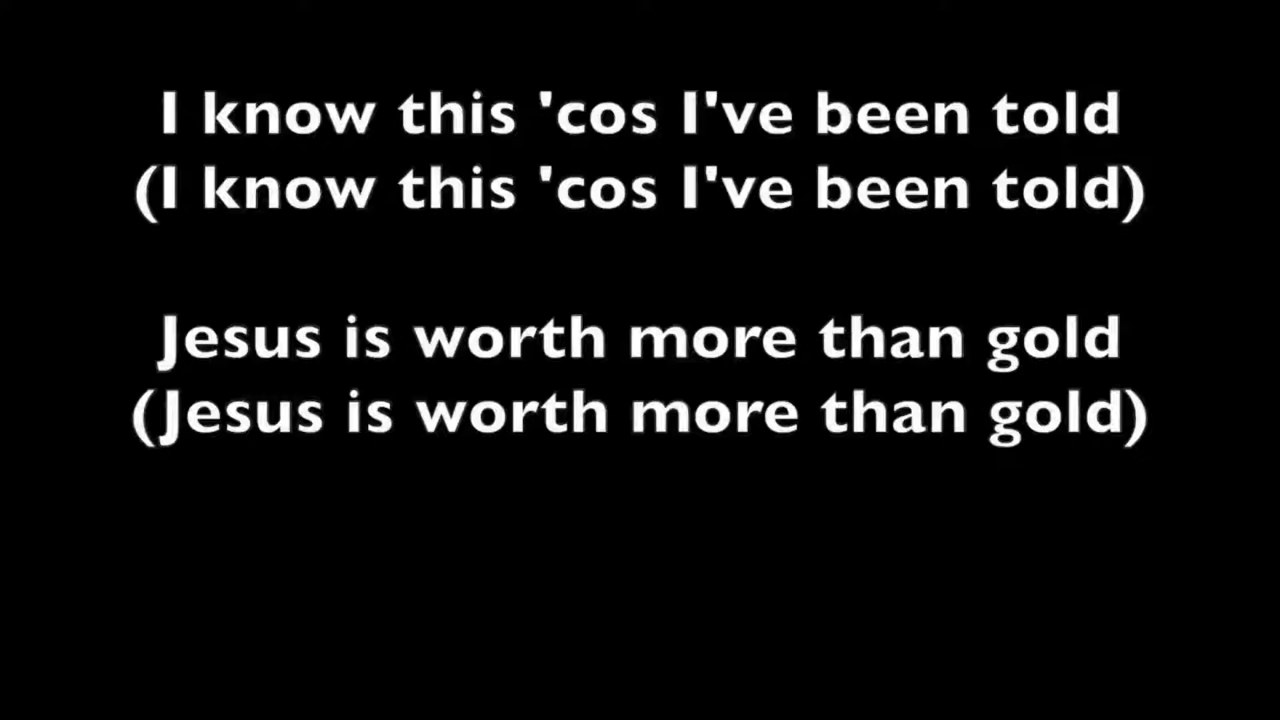 I know this 'cos I've been told
(I know this 'cos I've been told)
Jesus is worth more than gold
(Jesus is worth more than gold)